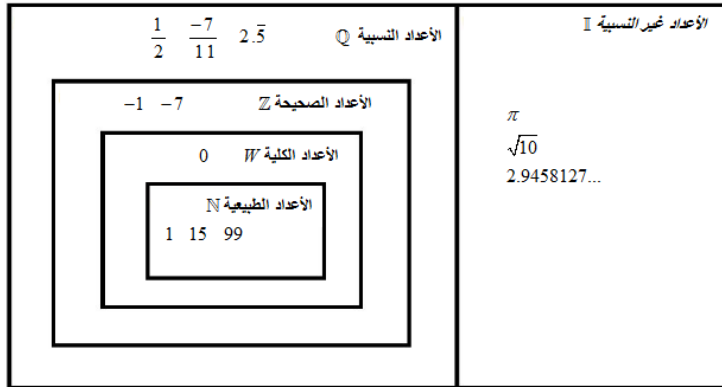 الأعداد غير النسبية 𝕀
π
√10
2.9458127...
الأعداد النسبية ℚ
1/2 -7/11 2.5̅
الأعداد الصحيحة ℤ
-1 -7
الأعداد الكلية W
0
الأعداد الطبيعية ℕ
1 15 99